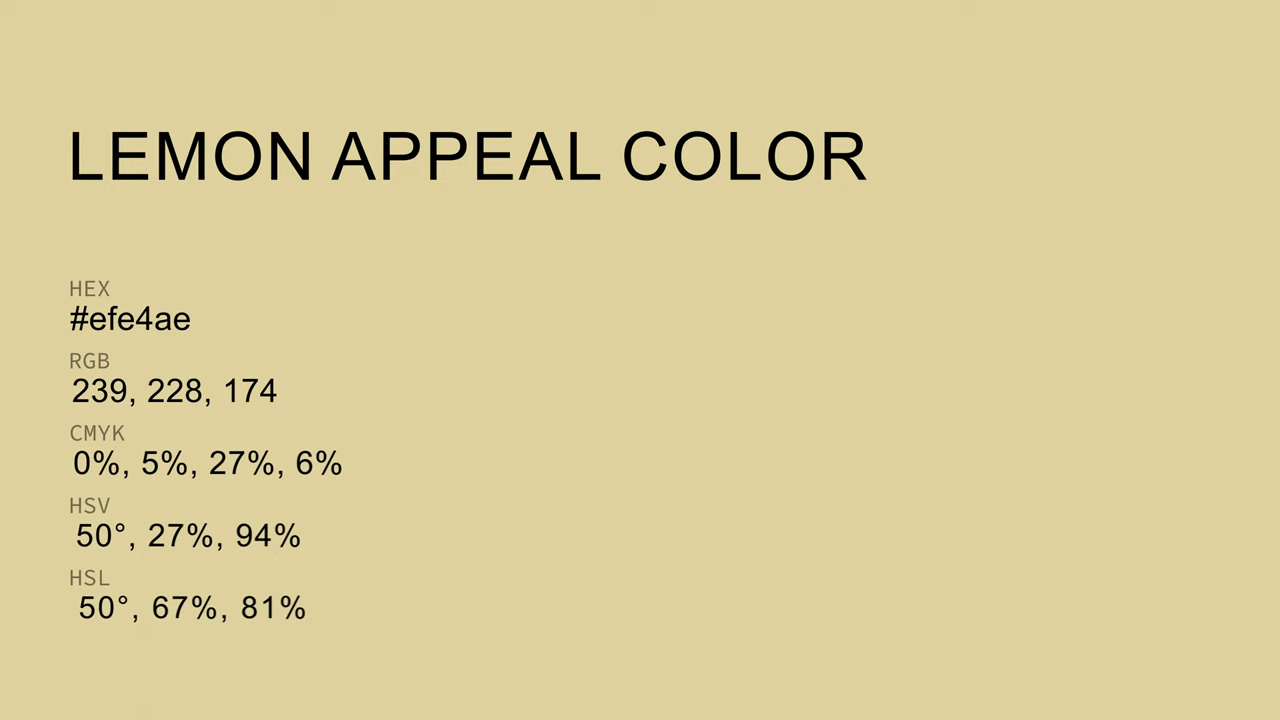 LEMON APPEAL COLOR
HEX
#efe4ae
RGB
239, 228, 174
CMYK
0%, 5%, 27%, 6%
HSV
50°, 27%, 94%
HSL
50°, 67%, 81%